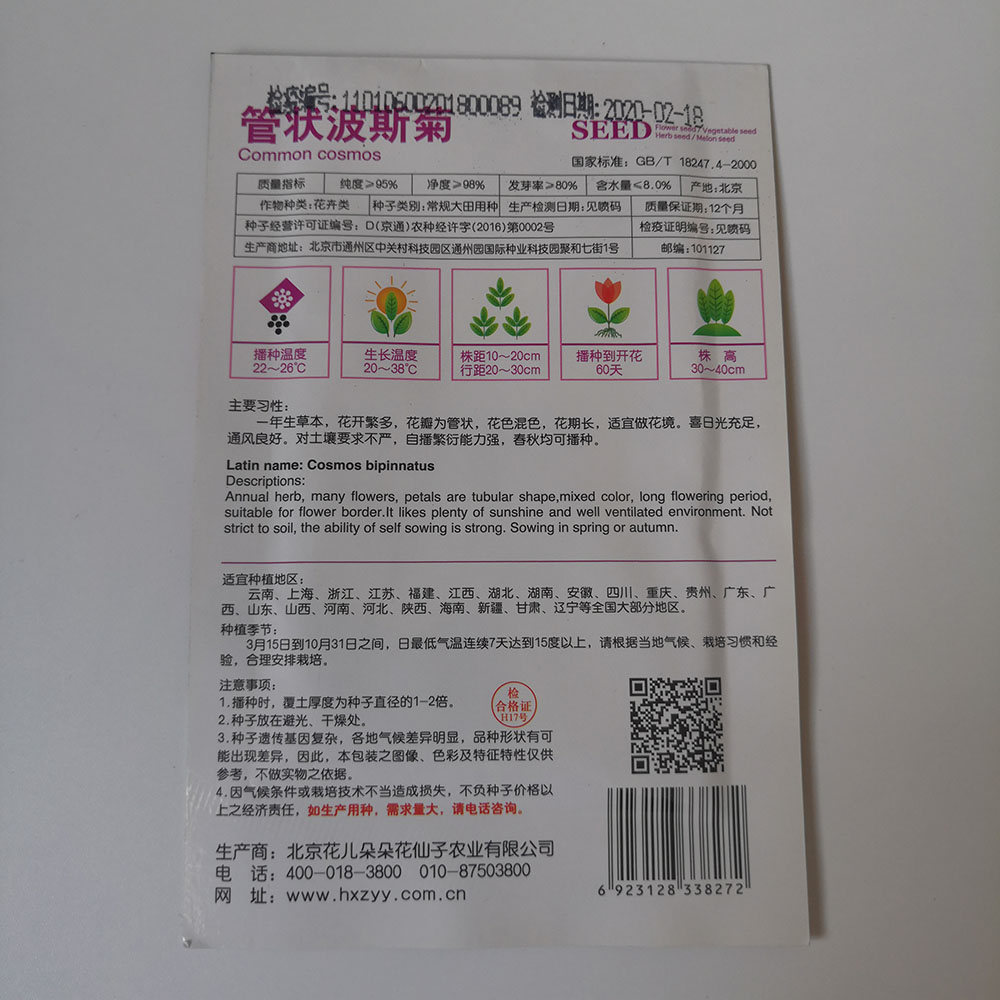 检疫编号:11010600201800089 检测日期:2020-02-18
管状波斯菊
Common cosmos
SEED Flower seed / Vegetable seed
Herb seed / Melon seed
国家标准：GB/T 18247.4-2000
质量指标 纯度≥95% 净度≥98% 发芽率≥80% 含水量≤8.0% 产地:北京
作物种类:花卉类 种子类别:常规大田用种 生产检测日期:见喷码 质量保证期:12个月
种子经营许可证编号：D(京通)农种经许字(2016)第0002号 检疫证明编号:见喷码
生产商地址：北京市通州区中关村科技园区通州园国际种业科技园聚和七街1号 邮编:101127
播种温度 生长温度 株距10～20cm 播种到开花 株 高
22～26℃ 20～38℃ 行距20～30cm 60天 30～40cm
主要习性：
一年生草本，花开繁多，花瓣为管状，花色混色，花期长，适宜做花境。喜日光充足，
通风良好。对土壤要求不严，自播繁衍能力强，春秋均可播种。
Latin name: Cosmos bipinnatus
Descriptions:
Annual herb, many flowers, petals are tubular shape,mixed color, long flowering period,
suitable for flower border.It likes plenty of sunshine and well ventilated environment. Not
strict to soil, the ability of self sowing is strong. Sowing in spring or autumn.
适宜种植地区：
云南、上海、浙江、江苏、福建、江西、湖北、湖南、安徽、四川、重庆、贵州、广东、广
西、山东、山西、河南、河北、陕西、海南、新疆、甘肃、辽宁等全国大部分地区。
种植季节：
3月15日到10月31日之间，日最低气温连续7天达到15度以上，请根据当地气候、栽培习惯和经
验，合理安排栽培。
注意事项：
1.播种时，覆土厚度为种子直径的1-2倍。
2.种子放在避光、干燥处。
3.种子遗传基因复杂，各地气候差异明显，品种形状有可
能出现差异，因此，本包装之图像、色彩及特征特性仅供
参考，不做实物之依据。
4.因气候条件或栽培技术不当造成损失，不负种子价格以
上之经济责任，如生产用种，需求量大，请电话咨询。
检
合格证
H17号
生产商：北京花儿朵朵花仙子农业有限公司
电 话：400-018-3800 010-87503800
网 址：www.hxzyy.com.cn
6 923128 338272